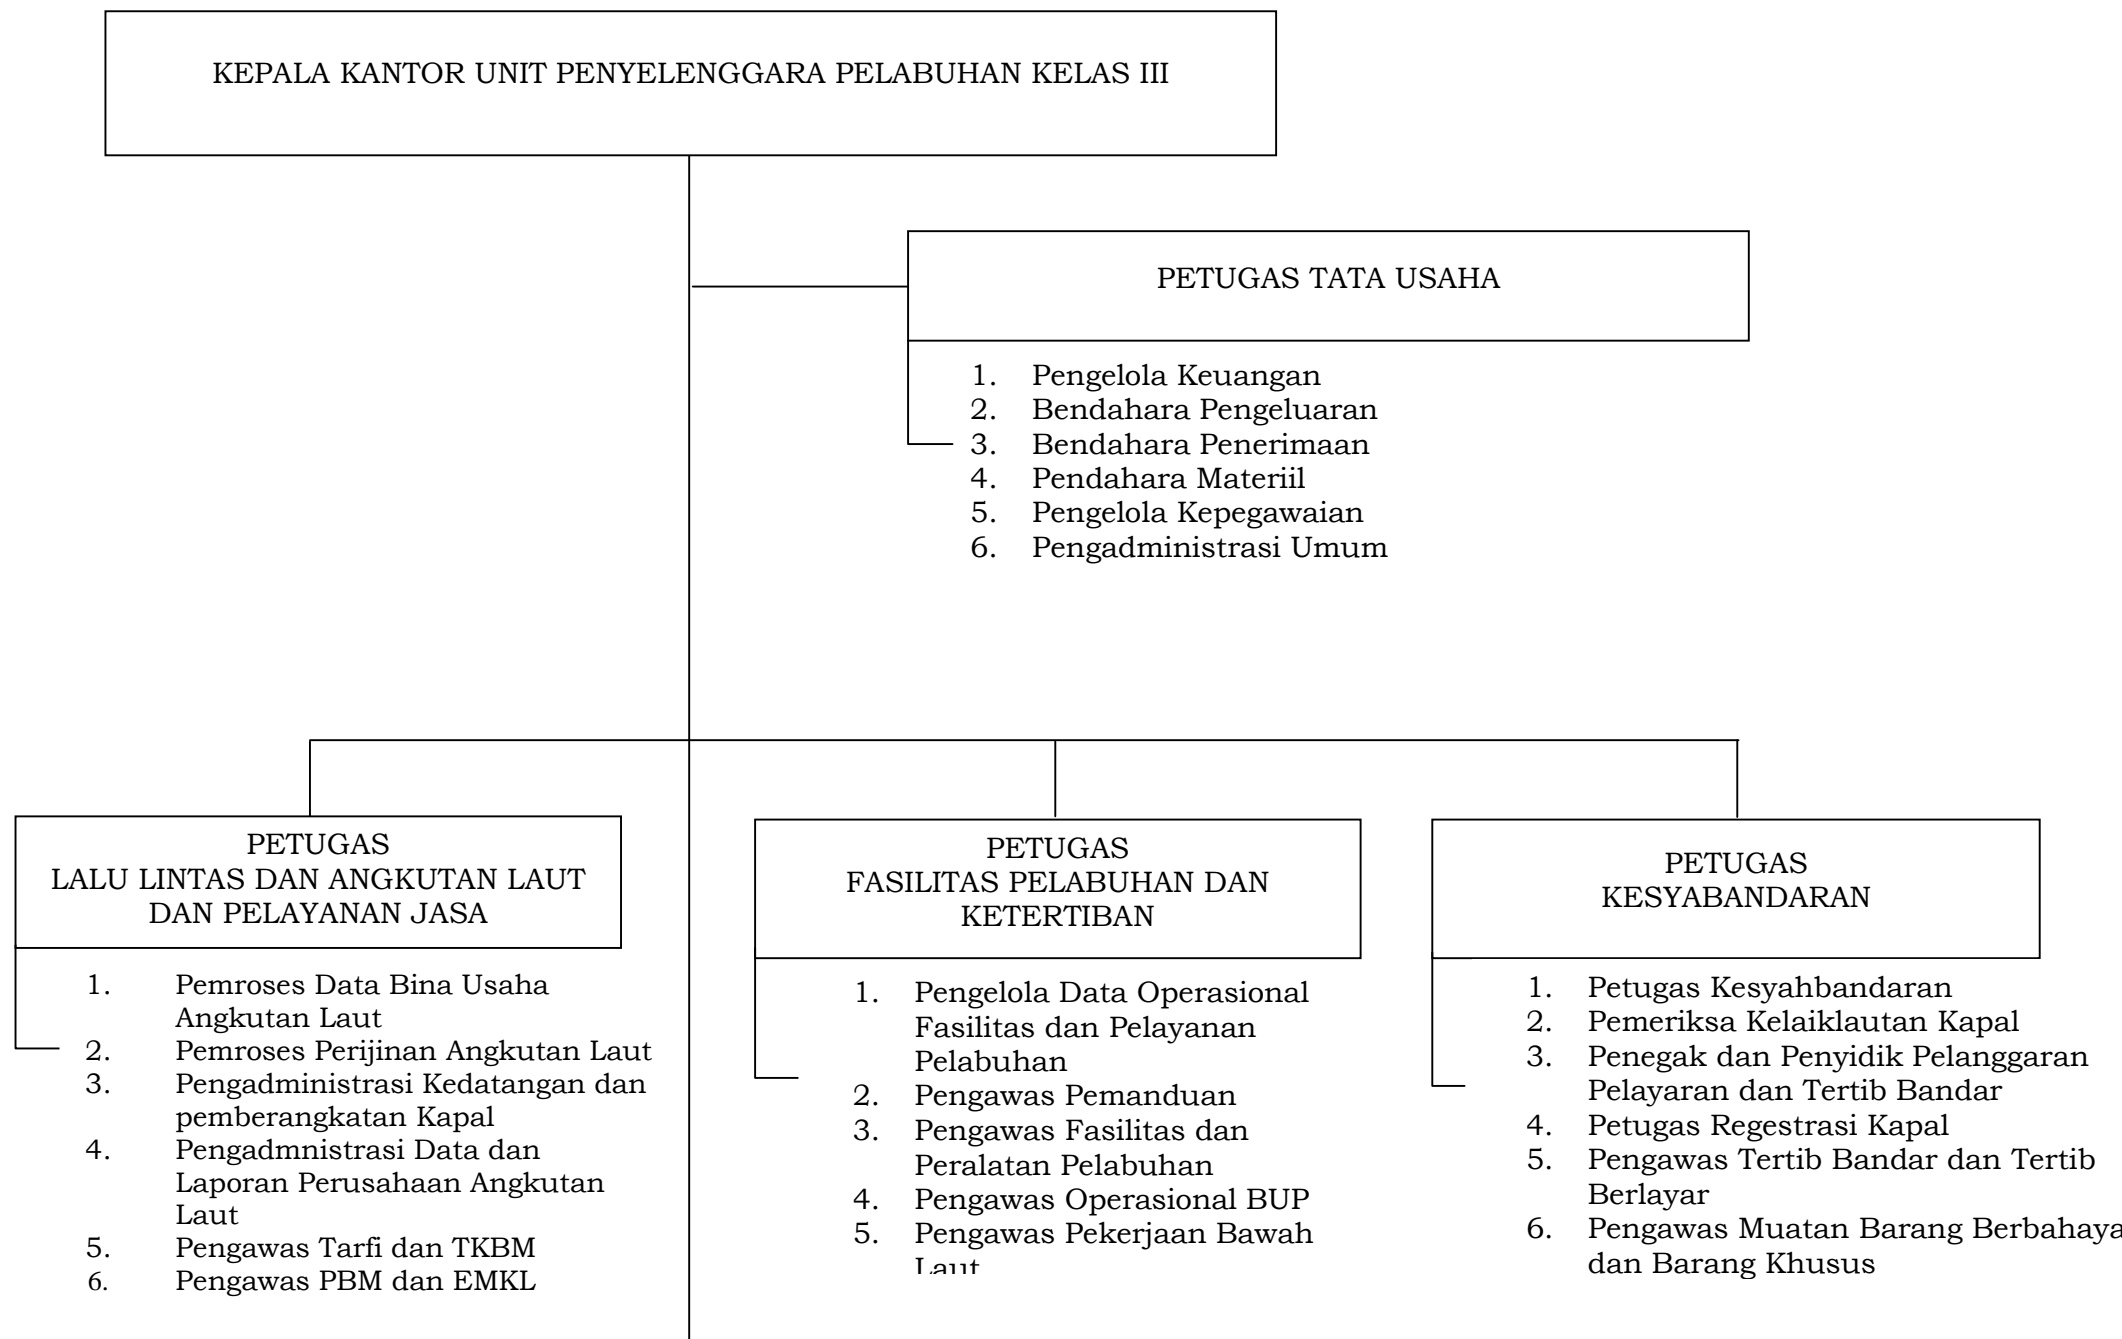 KEPALA KANTOR UNIT PENYELENGGARA PELABUHAN KELAS III
PETUGAS TATA USAHA
1. Pengelola Keuangan
2. Bendahara Pengeluaran
3. Bendahara Penerimaan
4. Pendahara Materiil
5. Pengelola Kepegawaian
6. Pengadministrasi Umum
PETUGAS
LALU LINTAS DAN ANGKUTAN LAUT
DAN PELAYANAN JASA
1. Pemroses Data Bina Usaha
Angkutan Laut
2. Pemroses Perijinan Angkutan Laut
3. Pengadministrasi Kedatangan dan
pemberangkatan Kapal
4. Pengadmnistrasi Data dan
Laporan Perusahaan Angkutan
Laut
5. Pengawas Tarfi dan TKBM
6. Pengawas PBM dan EMKL
PETUGAS
FASILITAS PELABUHAN DAN
KETERTIBAN
1. Pengelola Data Operasional
Fasilitas dan Pelayanan
Pelabuhan
2. Pengawas Pemanduan
3. Pengawas Fasilitas dan
Peralatan Pelabuhan
4. Pengawas Operasional BUP
5. Pengawas Pekerjaan Bawah
Laut
PETUGAS
KESYABANDARAN
1. Petugas Kesyahbandaran
2. Pemeriksa Kelaiklautan Kapal
3. Penegak dan Penyidik Pelanggaran
Pelayaran dan Tertib Bandar
4. Petugas Regestrasi Kapal
5. Pengawas Tertib Bandar dan Tertib
Berlayar
6. Pengawas Muatan Barang Berbahaya
dan Barang Khusus